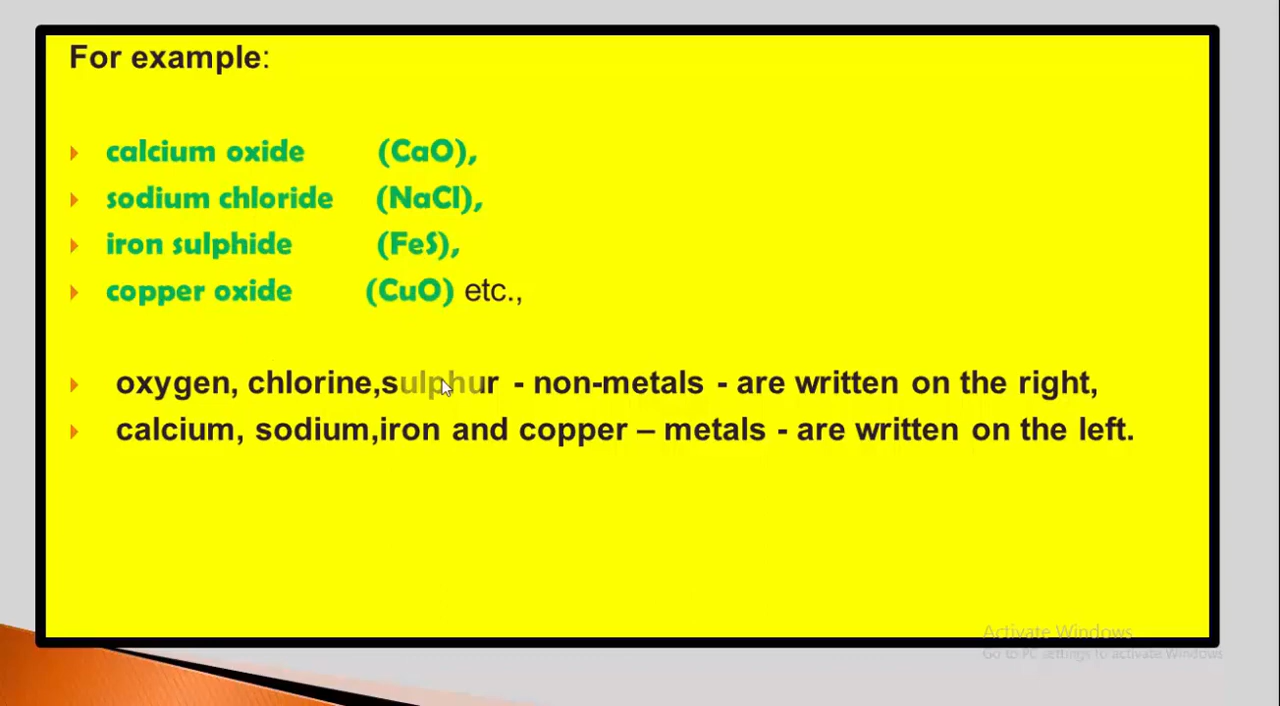 For example:
calcium oxide (CaO),
sodium chloride (NaCl),
iron sulphide (FeS),
copper oxide (CuO) etc.,
oxygen, chlorine,sulphur - non-metals - are written on the right,
calcium, sodium,iron and copper – metals - are written on the left.
Activate Windows
Go to PC settings to activate Windows